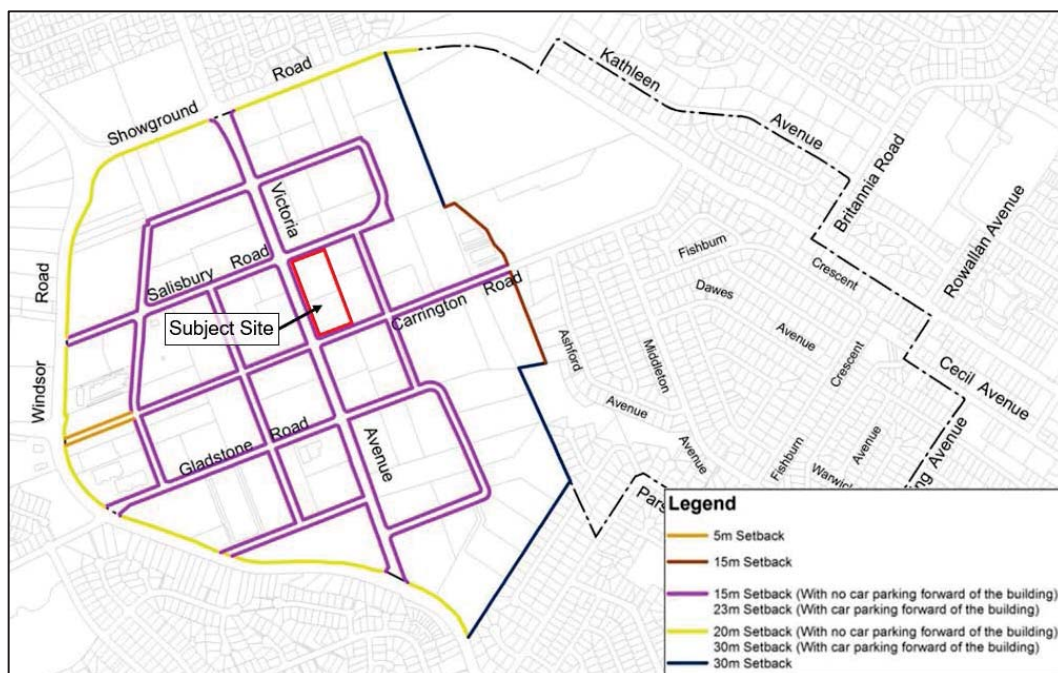 Kathleen
Road
Showground
Avenue
Britannia Road
Rowallan Avenue
Victoria
Fishburn
Salisbury Road
Crescent
Dawes
Road
Carrington Road
Subject Site
Ashford
Middleton
Avenue
Crescent
Cecil Avenue
Windsor
Avenue
Gladstone Road
Avenue
Avenue
Fishburn
Avenue
Avenue
Legend
5m Setback
15m Setback
15m Setback (With no car parking forward of the building)
23m Setback (With car parking forward of the building)
20m Setback (With no car parking forward of the building)
30m Setback (With car parking forward of the building)
30m Setback